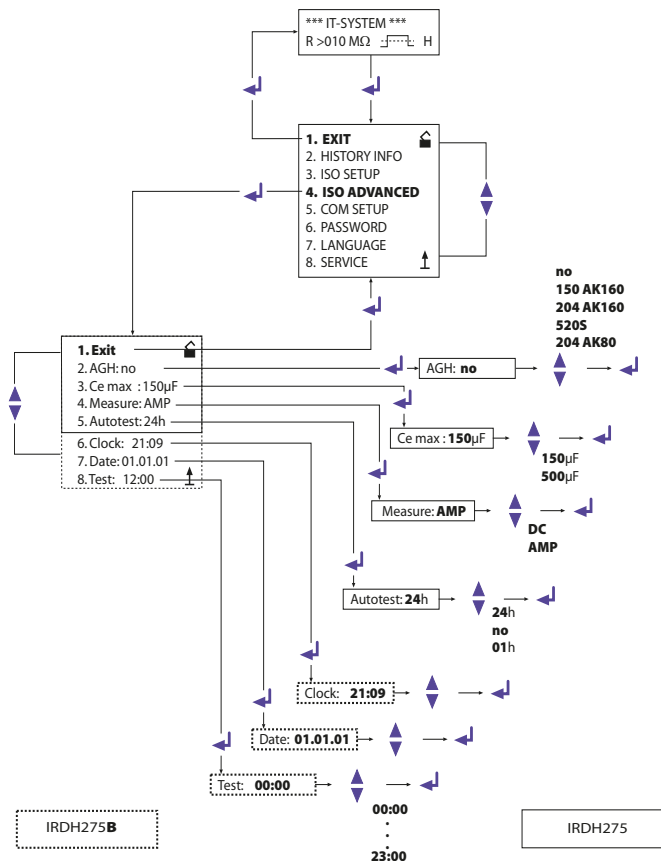 *** IT-SYSTEM ***
R >010 MΩ H
1. EXIT
2. HISTORY INFO
3. ISO SETUP
4. ISO ADVANCED
5. COM SETUP
6. PASSWORD
7. LANGUAGE
8. SERVICE
1. Exit
2. AGH: no
3. Ce max : 150µF
4. Measure: AMP
5. Autotest: 24h
6. Clock: 21:09
7. Date: 01.01.01
8. Test: 12:00
no
150 AK160
204 AK160
520S
204 AK80
AGH: no
Ce max : 150µF
150µF
500µF
Measure: AMP
DC
AMP
Autotest: 24h
24h
no
01h
Clock: 21:09
Date: 01.01.01
Test: 00:00
00:00
.
.
23:00
IRDH275B
IRDH275